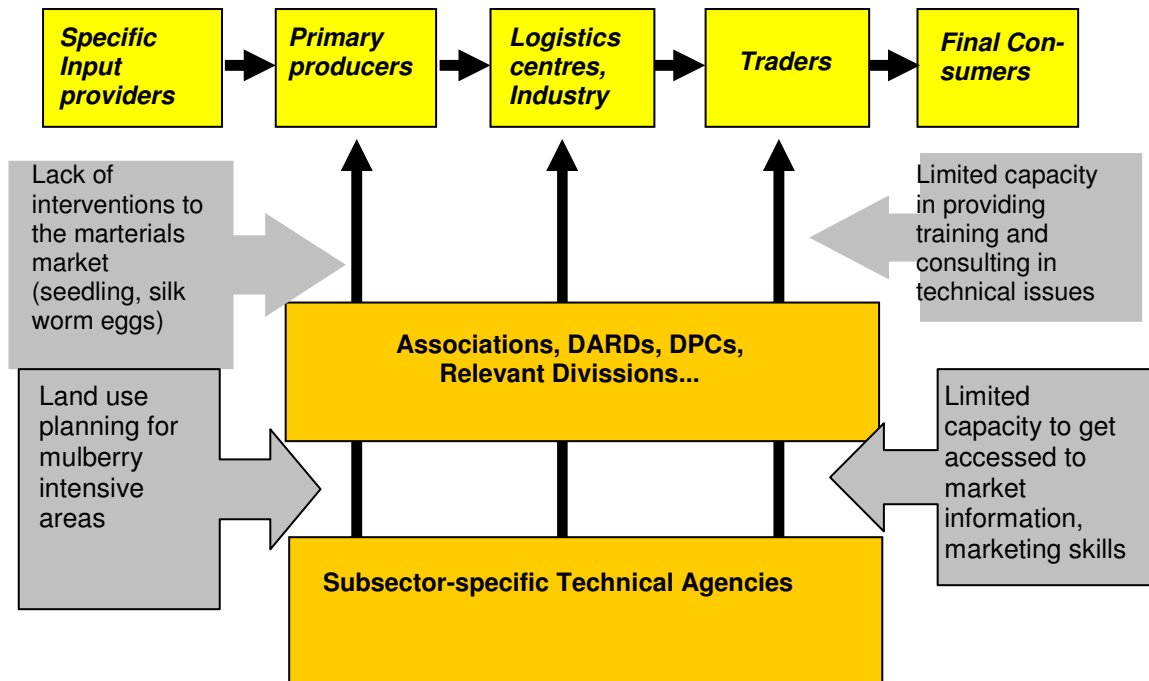 Specific
Input
providers
Primary
producers
Logistics
centres,
Industry
Traders
Final Con-
sumers
Lack of
interventions to
the marterials
market
(seedling, silk
worm eggs)
Limited capacity
in providing
training and
consulting in
technical issues
Associations, DARDs, DPCs,
Relevant Divissions...
Land use
planning for
mulberry
intensive
areas
Limited
capacity to get
accessed to
market
information,
marketing skills
Subsector-specific Technical Agencies